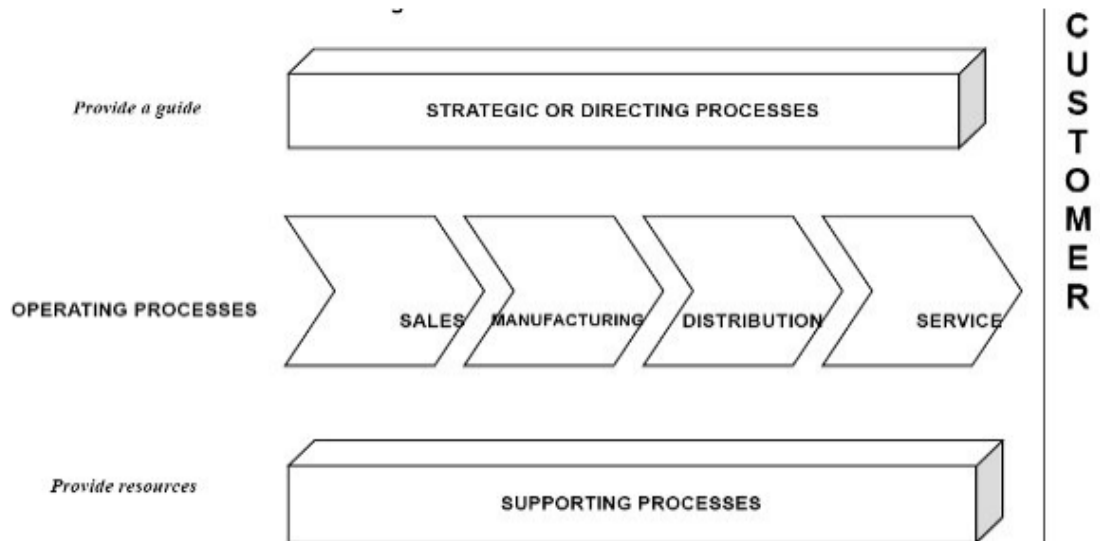 Provide a guide
STRATEGIC OR DIRECTING PROCESSES
OPERATING PROCESSES
SALES
MANUFACTURING
DISTRIBUTION
SERVICE
Provide resources
SUPPORTING PROCESSES
CUSTOMER